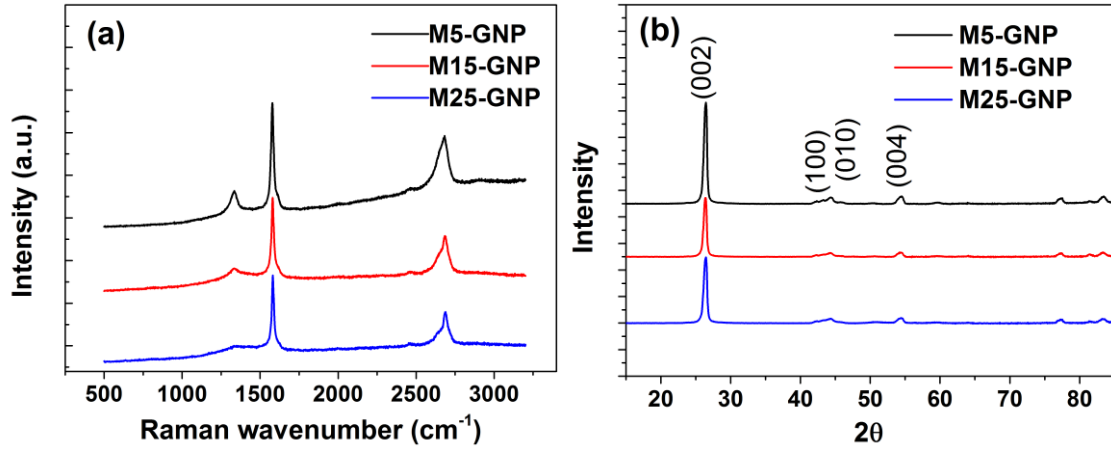 (a)
M5-GNP
M15-GNP
M25-GNP
Intensity (a.u.)
500 1000 1500 2000 2500 3000
Raman wavenumber (cm⁻¹)
(b)
M5-GNP
M15-GNP
M25-GNP
(002)
(100)
(010)
(004)
Intensity
20 30 40 50 60 70 80
2θ